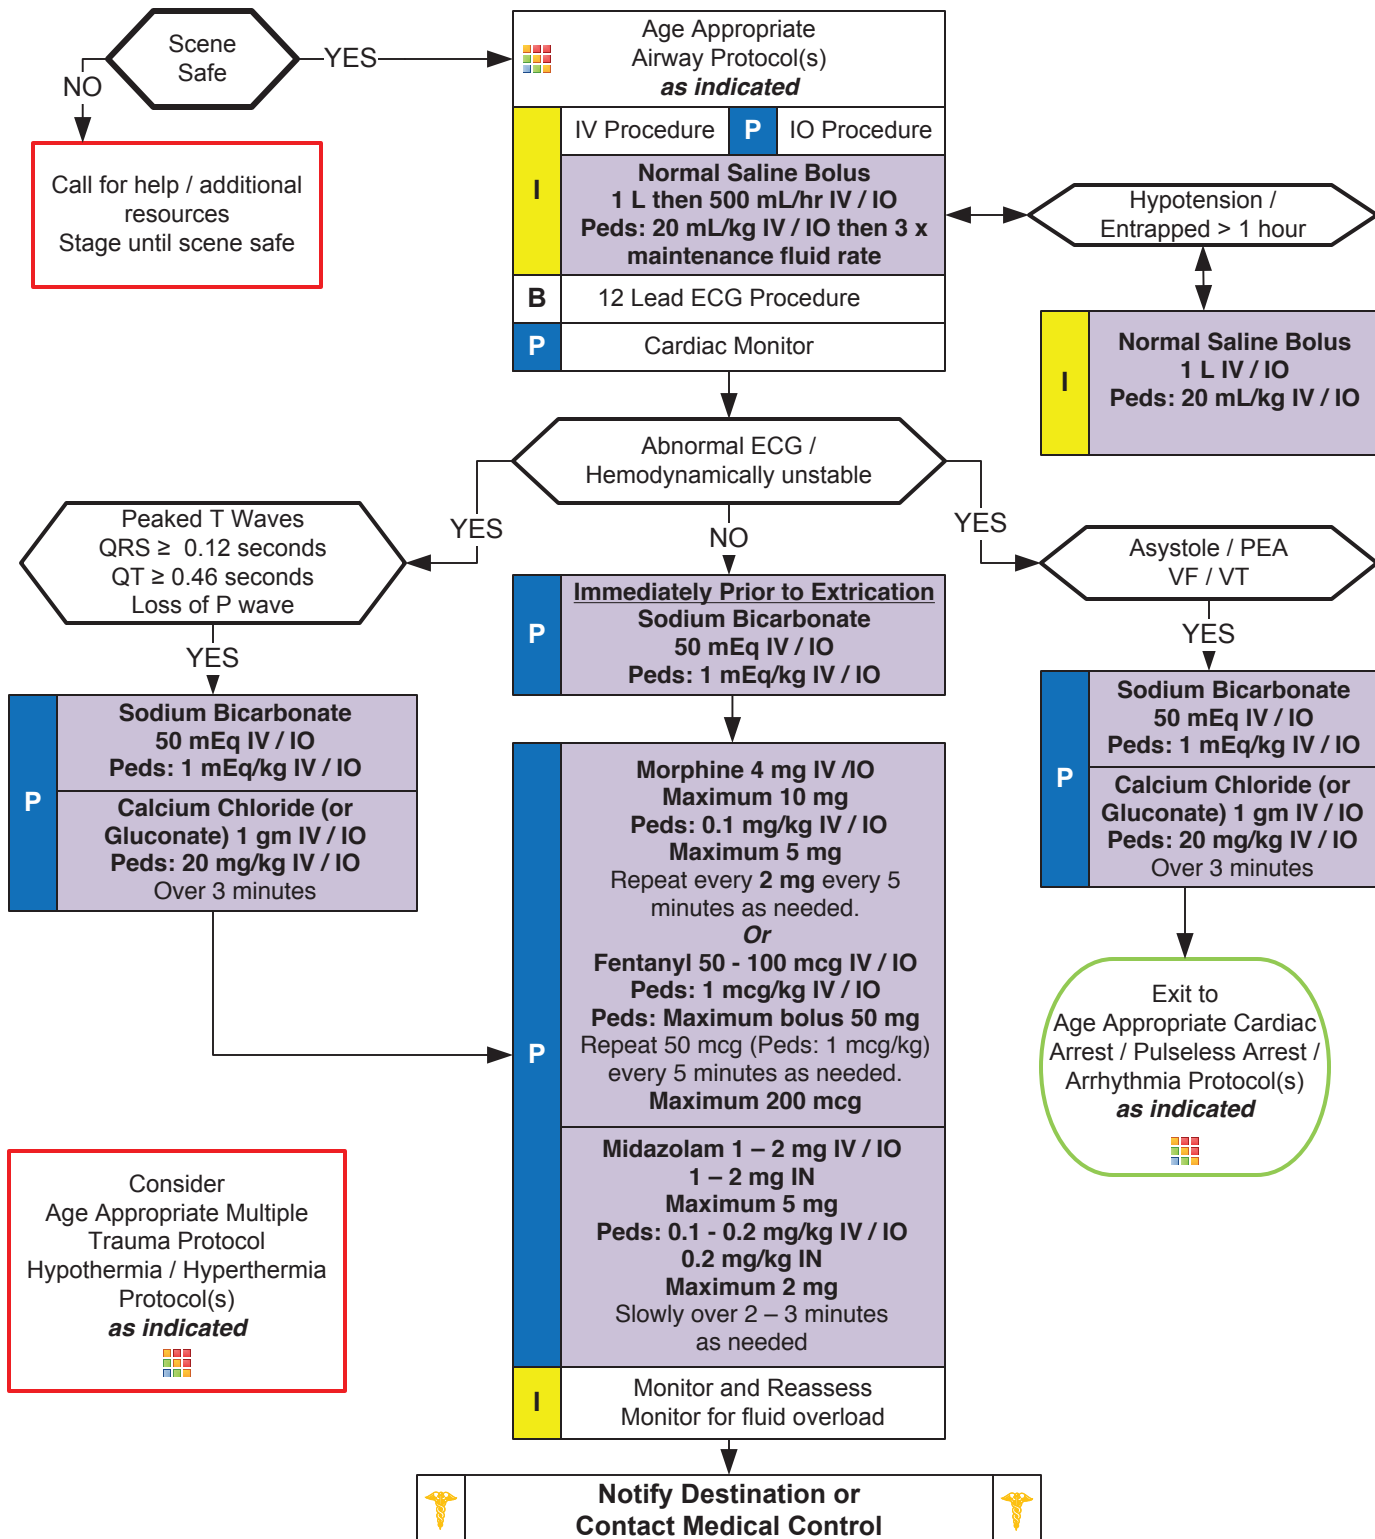 Scene
Safe
YES
NO
Call for help / additional
resources
Stage until scene safe
Age Appropriate
Airway Protocol(s)
as indicated
I
IV Procedure
P
IO Procedure
Normal Saline Bolus
1 L then 500 mL/hr IV / IO
Peds: 20 mL/kg IV / IO then 3 x
maintenance fluid rate
B
12 Lead ECG Procedure
P
Cardiac Monitor
Hypotension /
Entrapped > 1 hour
I
Normal Saline Bolus
1 L IV / IO
Peds: 20 mL/kg IV / IO
Abnormal ECG /
Hemodynamically unstable
YES
NO
YES
Peaked T Waves
QRS ≥ 0.12 seconds
QT ≥ 0.46 seconds
Loss of P wave
YES
P
Sodium Bicarbonate
50 mEq IV / IO
Peds: 1 mEq/kg IV / IO
Calcium Chloride (or
Gluconate) 1 gm IV / IO
Peds: 20 mg/kg IV / IO
Over 3 minutes
P
Immediately Prior to Extrication
Sodium Bicarbonate
50 mEq IV / IO
Peds: 1 mEq/kg IV / IO
Asystole / PEA
VF / VT
YES
P
Sodium Bicarbonate
50 mEq IV / IO
Peds: 1 mEq/kg IV / IO
Calcium Chloride (or
Gluconate) 1 gm IV / IO
Peds: 20 mg/kg IV / IO
Over 3 minutes
Exit to
Age Appropriate Cardiac
Arrest / Pulseless Arrest /
Arrhythmia Protocol(s)
as indicated
P
Morphine 4 mg IV /IO
Maximum 10 mg
Peds: 0.1 mg/kg IV / IO
Maximum 5 mg
Repeat every 2 mg every 5
minutes as needed.
Or
Fentanyl 50 - 100 mcg IV / IO
Peds: 1 mcg/kg IV / IO
Peds: Maximum bolus 50 mg
Repeat 50 mcg (Peds: 1 mcg/kg)
every 5 minutes as needed.
Maximum 200 mcg
Midazolam 1 – 2 mg IV / IO
1 – 2 mg IN
Maximum 5 mg
Peds: 0.1 - 0.2 mg/kg IV / IO
0.2 mg/kg IN
Maximum 2 mg
Slowly over 2 – 3 minutes
as needed
I
Monitor and Reassess
Monitor for fluid overload
Consider
Age Appropriate Multiple
Trauma Protocol
Hypothermia / Hyperthermia
Protocol(s)
as indicated
Notify Destination or
Contact Medical Control